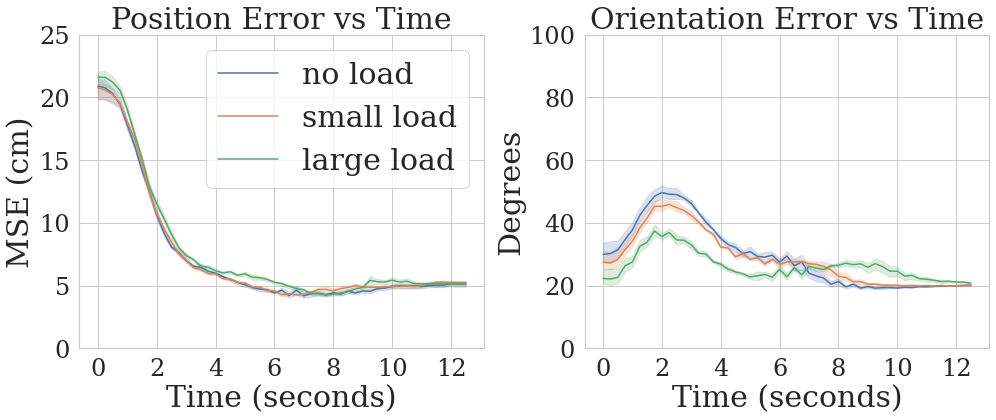 Position Error vs Time
MSE (cm)
25
20
15
10
5
0
no load
small load
large load
0 2 4 6 8 10 12
Time (seconds)
Orientation Error vs Time
Degrees
100
80
60
40
20
0
0 2 4 6 8 10 12
Time (seconds)